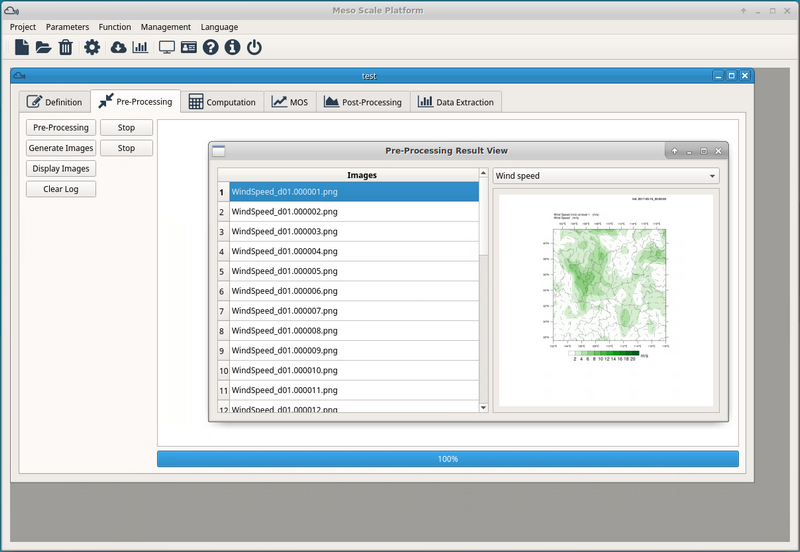 Meso Scale Platform
Project Parameters Function Management Language
test
Definition Pre-Processing Computation MOS Post-Processing Data Extraction
Pre-Processing Stop
Generate Images Stop
Display Images
Clear Log
Pre-Processing Result View
Images
Wind speed
1 WindSpeed_d01.000001.png
2 WindSpeed_d01.000002.png
3 WindSpeed_d01.000003.png
4 WindSpeed_d01.000004.png
5 WindSpeed_d01.000005.png
6 WindSpeed_d01.000006.png
7 WindSpeed_d01.000007.png
8 WindSpeed_d01.000008.png
9 WindSpeed_d01.000009.png
10 WindSpeed_d01.000010.png
11 WindSpeed_d01.000011.png
12 WindSpeed_d01.000012.png
m/s
2 4 6 8 10 12 14 16 18 20
100%